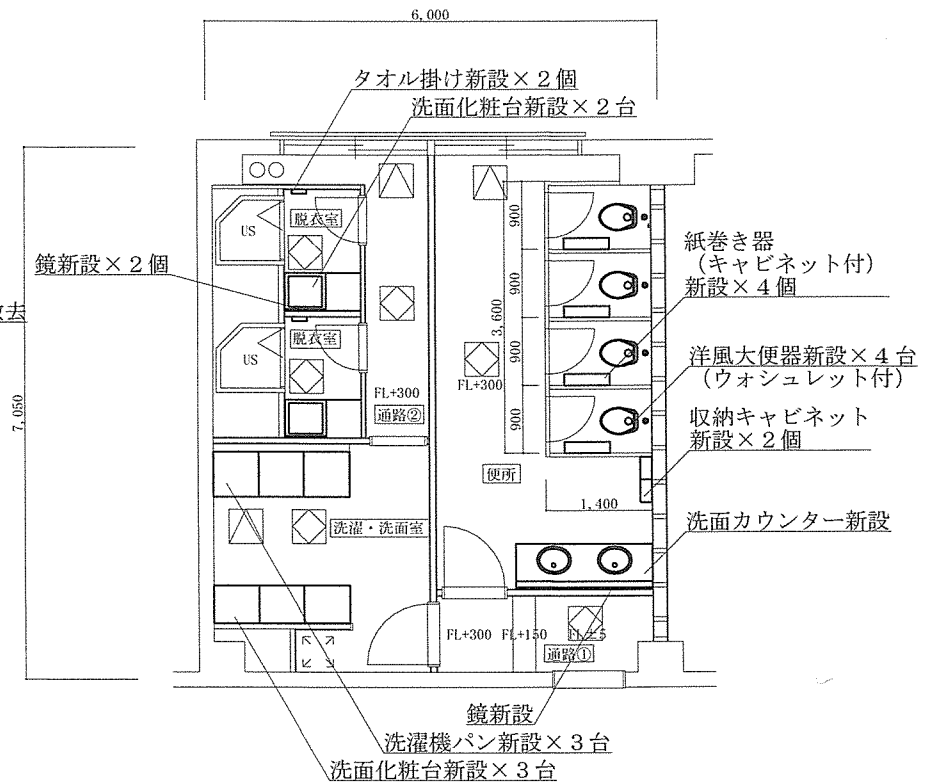 6,000
タオル掛け新設×２個
洗面化粧台新設×２台
鏡新設×２個
去
7,050
脱衣室
US
脱衣室
US
FL+300
通路②
900
900
900
900
3,600
FL+300
便所
1,400
紙巻き器
（キャビネット付）
新設×４個
洋風大便器新設×４台
（ウォシュレット付）
収納キャビネット
新設×２個
洗面カウンター新設
洗濯・洗面室
FL+300
FL+150
通路①
鏡新設
洗濯機パン新設×３台
洗面化粧台新設×３台